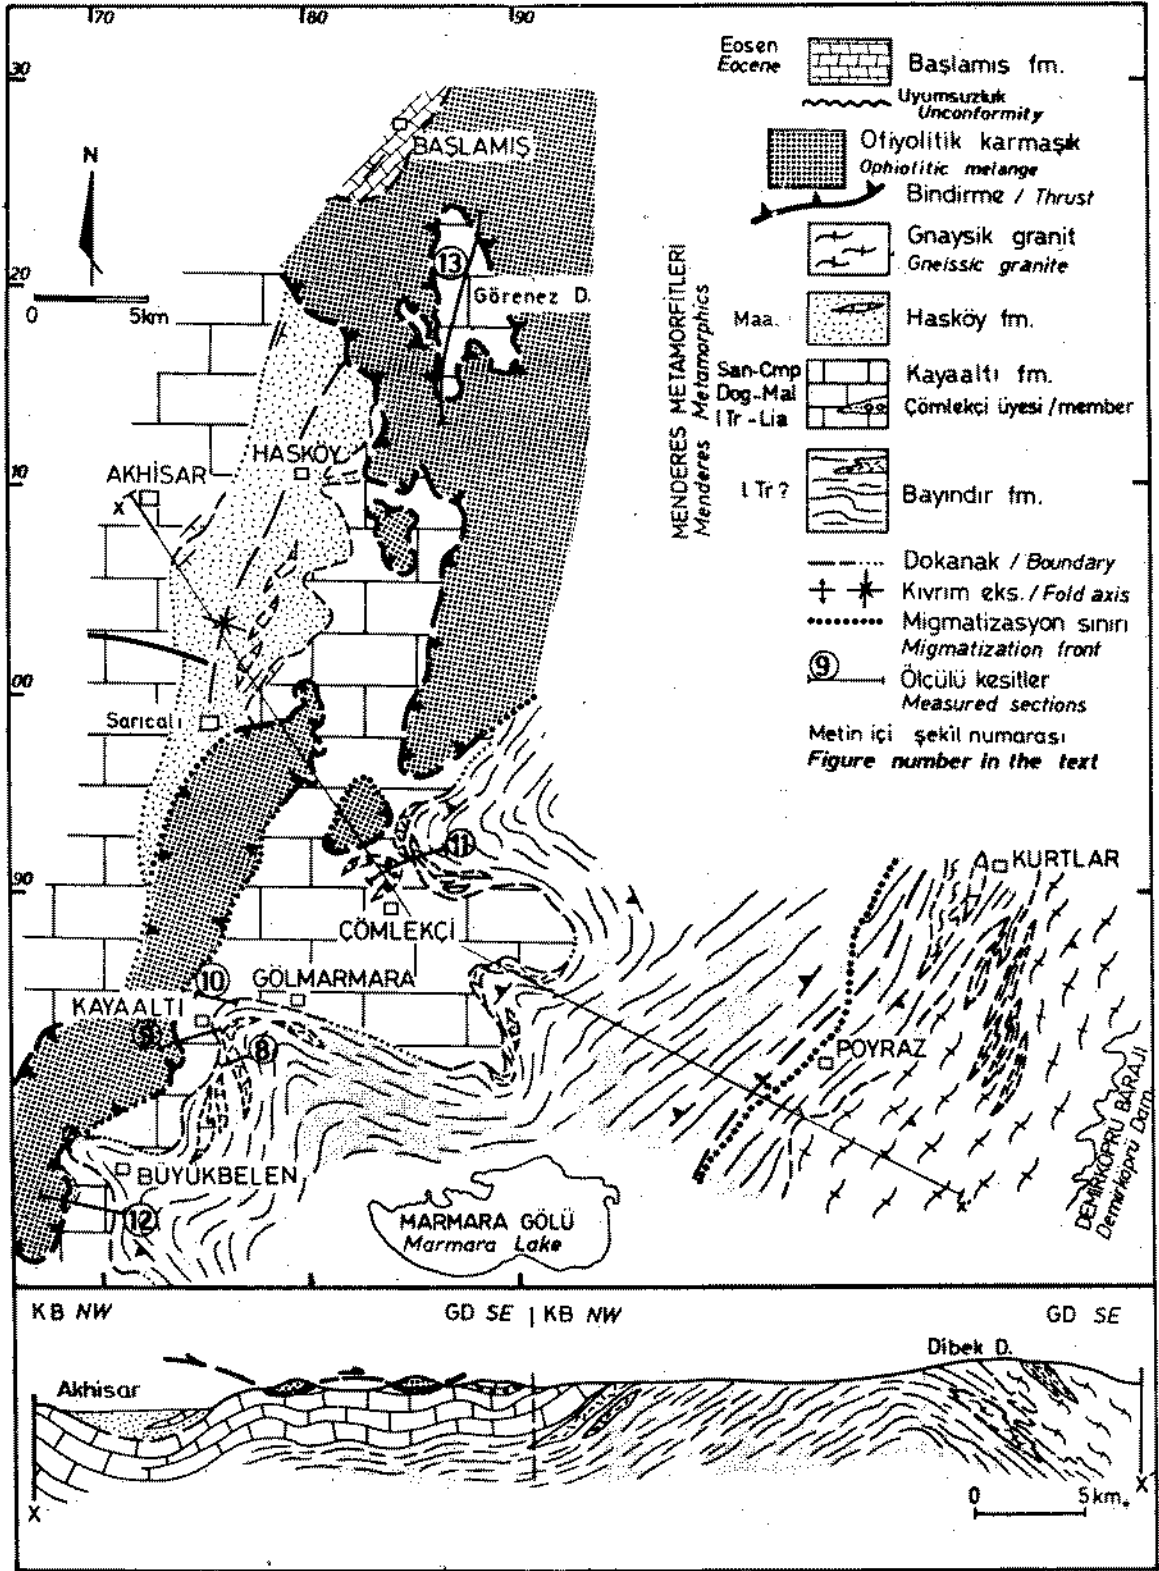 70
80
90
30
20
10
00
90
N
0 5km
BAŞLAMIŞ
13
Görenez D.
HASKÖY
AKHİSAR
x
Sarıcalı
11
ÇÖMLEKÇİ
10
GÖLMARMARA
KAYAALTI
9
8
BÜYÜKBELEN
12
MARMARA GÖLÜ
Marmara Lake
KURTLAR
POYRAZ
x'
DEMİRKÖPRÜ BARAJI
Demirköprü Dam.
Eosen
Eocene
Başlamış fm.
Uyumsuzluk
Unconformity
Ofiyolitik karmaşık
Ophiolitic melange
Bindirme / Thrust
MENDERES METAMORFİTLERİ
Menderes Metamorphics
Gnaysik granit
Gneissic granite
Maa.
Hasköy fm.
San-Cmp
Dog-Mal
l Tr-Lia
Kayaaltı fm.
Çömlekçi üyesi/member
l Tr ?
Bayındır fm.
Dokanak / Boundary
Kıvrım eks. / Fold axis
Migmatizasyon sınırı
Migmatization front
9
Ölçülü kesitler
Measured sections
Metin içi şekil numarası
Figure number in the text
KB NW
GD SE | KB NW
GD SE
Akhisar
Dibek D.
X
X'
0 5km.